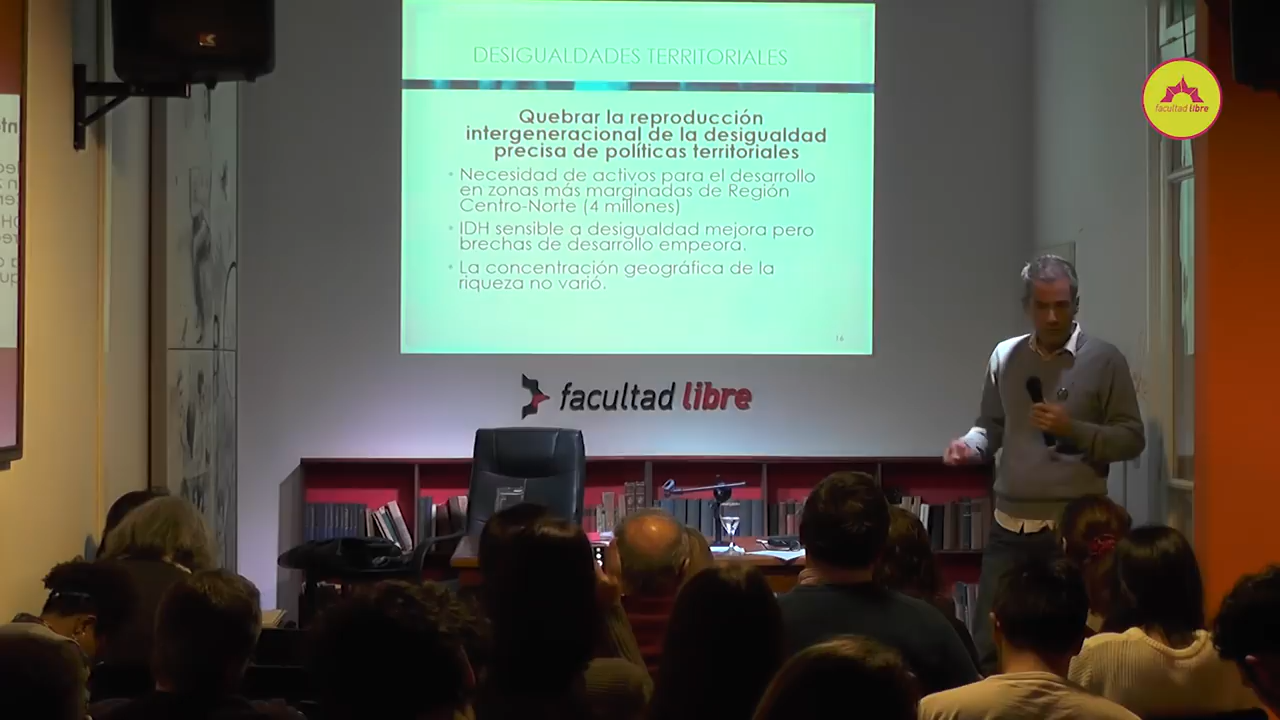 DESIGUALDADES TERRITORIALES
Quebrar la reproducción
intergeneracional de la desigualdad
precisa de políticas territoriales
• Necesidad de activos para el desarrollo
en zonas más marginadas de Región
Centro-Norte (4 millones)
• IDH sensible a desigualdad mejora pero
brechas de desarrollo empeora.
• La concentración geográfica de la
riqueza no varió.
16
facultad libre
facultad libre